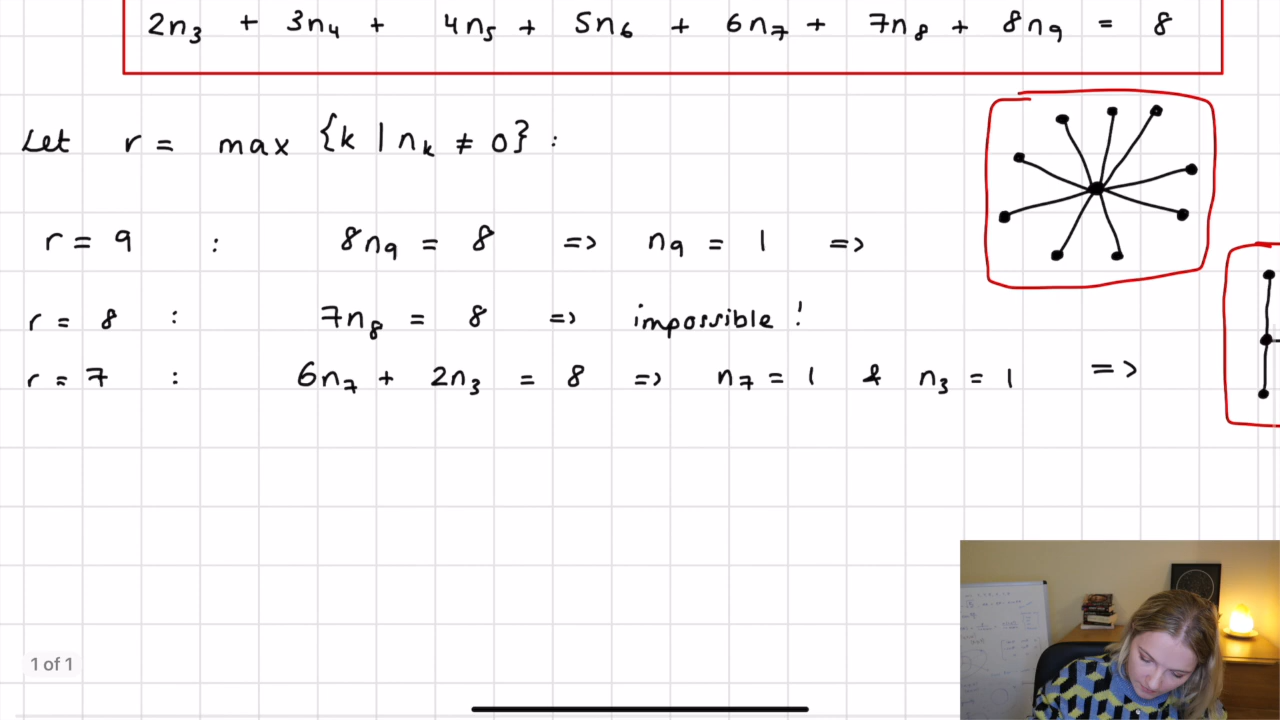 2n₃ + 3n₄ + 4n₅ + 5n₆ + 6n₇ + 7n₈ + 8n₉ = 8
Let r = max {k | nₖ ≠ 0} :
r = 9 : 8n₉ = 8 => n₉ = 1 =>
r = 8 : 7n₈ = 8 => impossible !
r = 7 : 6n₇ + 2n₃ = 8 => n₇ = 1 & n₃ = 1 =>
1 of 1